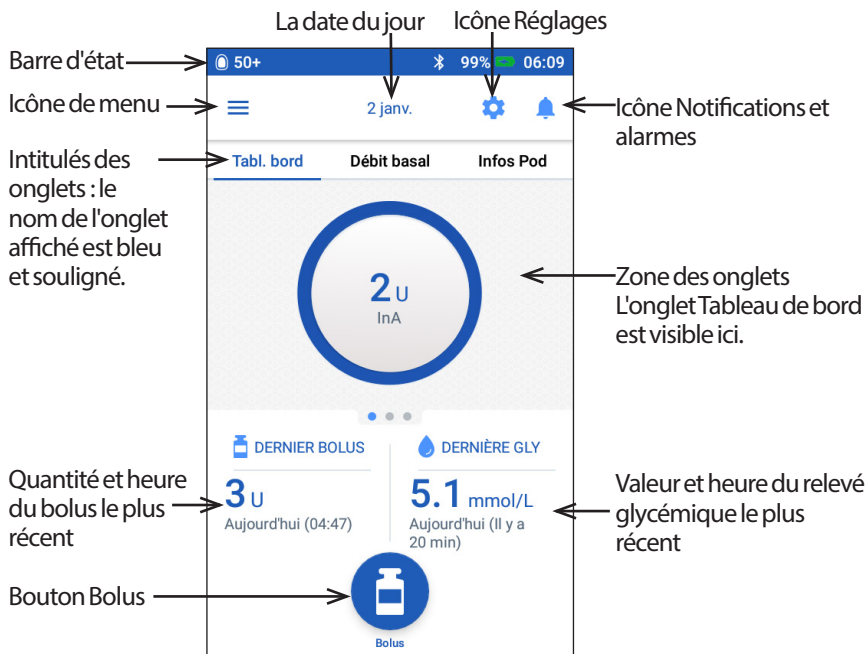 La date du jour
Icône Réglages
Barre d'état
50+
99%
06:09
Icône de menu
2 janv.
Icône Notifications et
alarmes
Intitulés des
onglets : le
nom de l'onglet
affiché est bleu
et souligné.
Tabl. bord
Débit basal
Infos Pod
2 U
InA
Zone des onglets
L'onglet Tableau de bord
est visible ici.
DERNIER BOLUS
DERNIÈRE GLY
Quantité et heure
du bolus le plus
récent
3 U
Aujourd'hui (04:47)
5.1 mmol/L
Aujourd'hui (Il y a
20 min)
Valeur et heure du relevé
glycémique le plus
récent
Bouton Bolus
Bolus